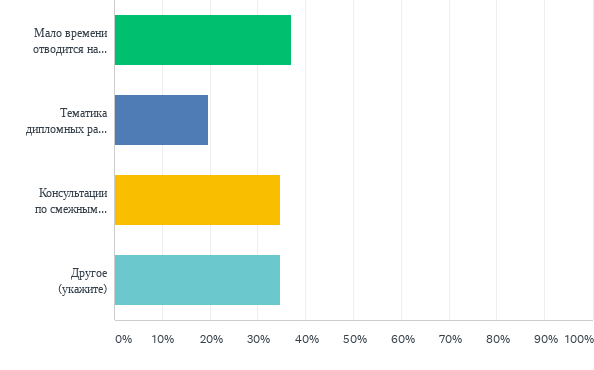 Мало времени
отводится на...
Тематика
дипломных ра...
Консультации
по смежным...
Другое
(укажите)
0% 10% 20% 30% 40% 50% 60% 70% 80% 90% 100%